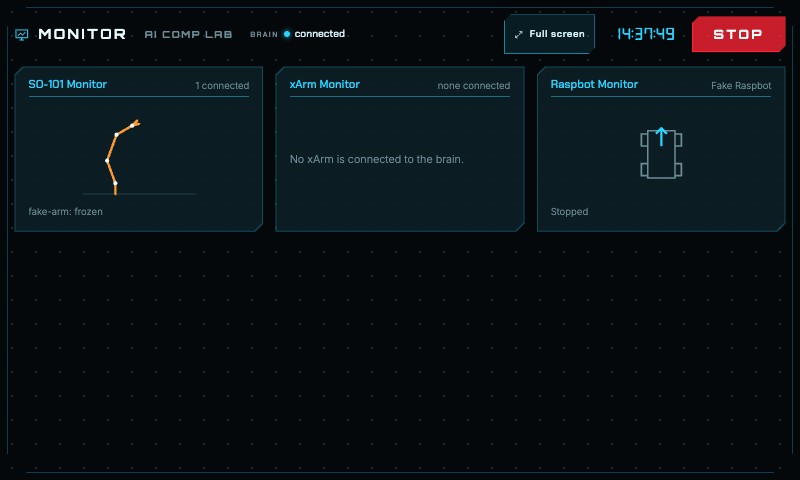 MONITOR AI COMP LAB BRAIN connected Full screen 14:37:49 STOP
SO-101 Monitor 1 connected
fake-arm: frozen
xArm Monitor none connected
No xArm is connected to the brain.
Raspbot Monitor Fake Raspbot
Stopped